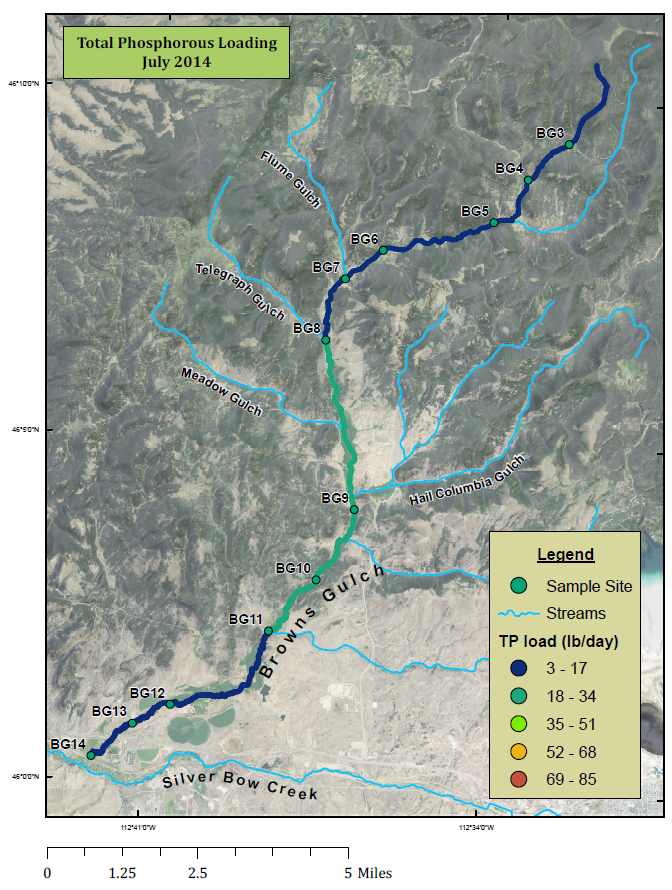 Total Phosphorous Loading
July 2014
46°10'0"N
BG3
Flume Gulch
BG4
BG5
BG6
BG7
Telegraph Gulch
BG8
Meadow Gulch
46°5'0"N
Hail Columbia Gulch
BG9
BG10
Browns Gulch
BG11
BG12
BG13
BG14
46°0'0"N
Silver Bow Creek
Legend
Sample Site
Streams
TP load (lb/day)
3 - 17
18 - 34
35 - 51
52 - 68
69 - 85
112°41'0"W
112°34'0"W
0 1.25 2.5 5 Miles